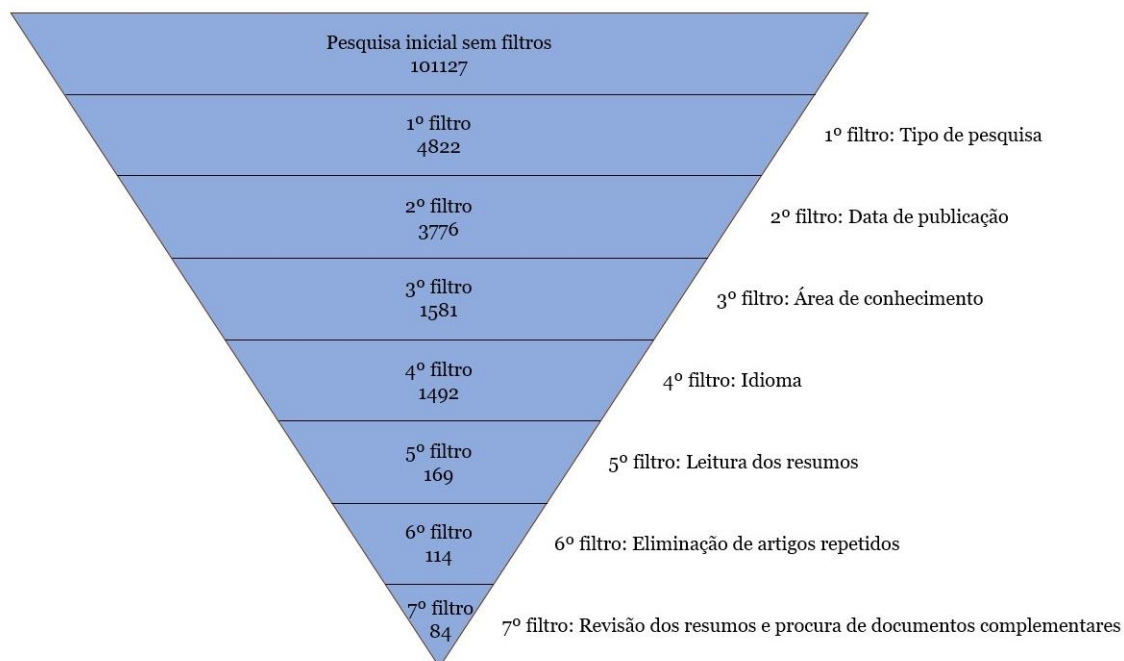 Pesquisa inicial sem filtros
101127
1º filtro
4822
1º filtro: Tipo de pesquisa
2º filtro
3776
2º filtro: Data de publicação
3º filtro
1581
3º filtro: Área de conhecimento
4º filtro
1492
4º filtro: Idioma
5º filtro
169
5º filtro: Leitura dos resumos
6º filtro
114
6º filtro: Eliminação de artigos repetidos
7º filtro
84
7º filtro: Revisão dos resumos e procura de documentos complementares